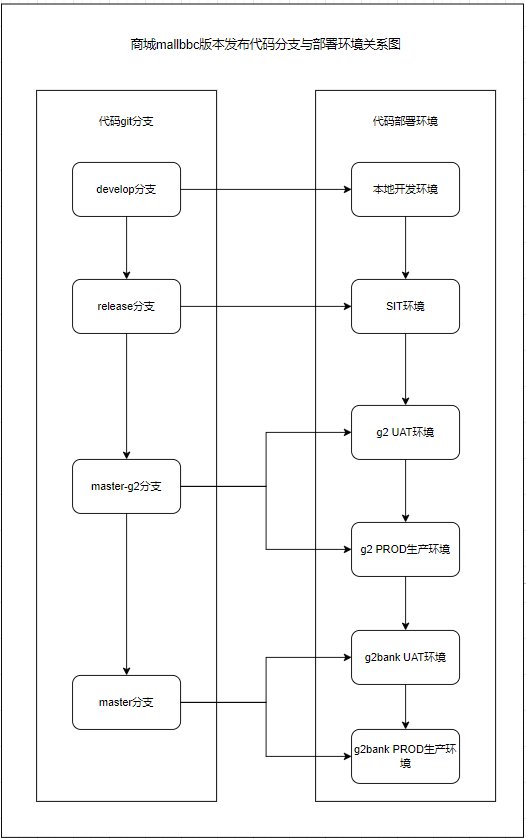 商城mallbbc版本发布代码分支与部署环境关系图
代码git分支
代码部署环境
develop分支
本地开发环境
release分支
SIT环境
g2 UAT环境
master-g2分支
g2 PROD生产环境
g2bank UAT环境
master分支
g2bank PROD生产环
境